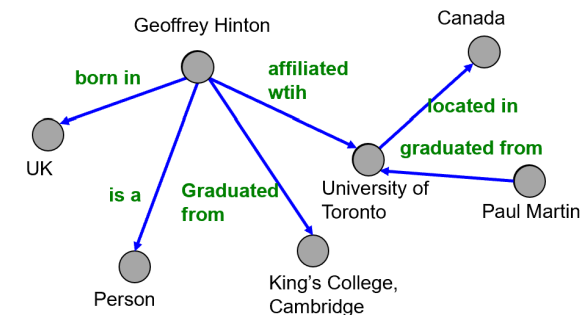 Canada
Geoffrey Hinton
born in
affiliated
wtih
located in
graduated from
UK
is a
Graduated
from
University of
Toronto
Paul Martin
Person
King's College,
Cambridge